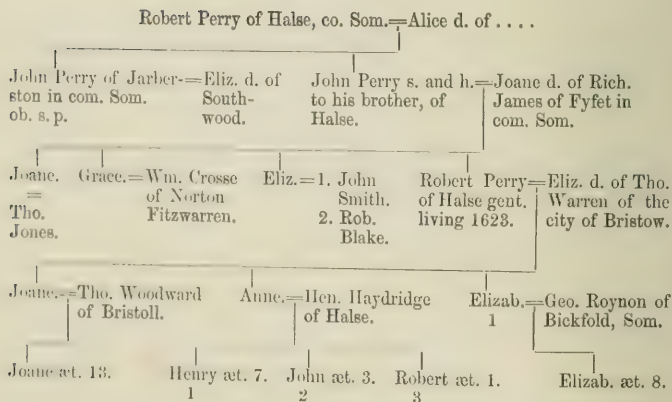 Robert Perry of Halse, co. Som.=Alice d. of . . . .
John Perry of Jarber-=Eliz. d. of
ston in com. Som. South-
ob. s. p. wood.
John Perry s. and h.=Joane d. of Rich.
to his brother, of James of Fyfet in
Halse. com. Som.
Joane.
=
Tho.
Jones.
Grace.=Wm. Crosse
of Norton
Fitzwarren.
Eliz.=1. John
Smith.
2. Rob.
Blake.
Robert Perry=Eliz. d. of Tho.
of Halse gent. Warren of the
living 1623. city of Bristow.
Joane.-=Tho. Woodward
of Bristoll.
Anne.=Hen. Haydridge
of Halse.
Elizab.=Geo. Roynon of
1 Bickfold, Som.
Joane æt. 13.
Henry æt. 7.
1
John æt. 3.
2
Robert æt. 1.
3
Elizab. æt. 8.